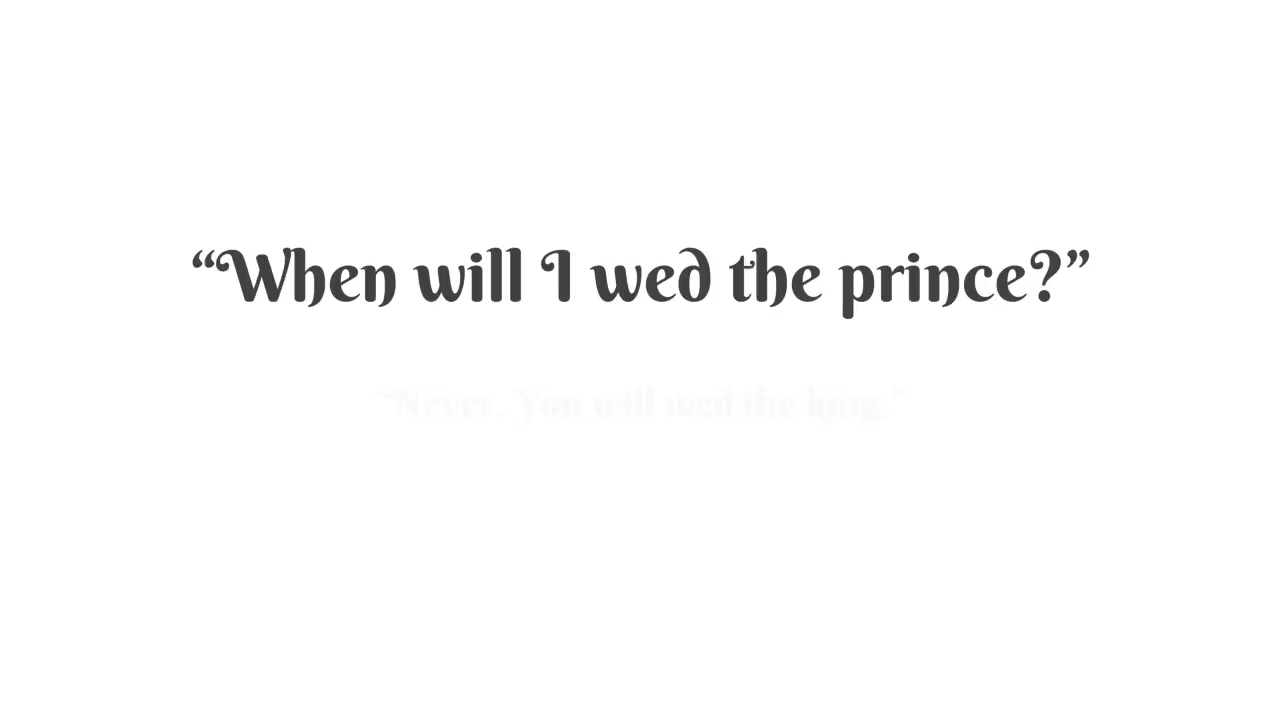 “When will I wed the prince?”
“Never. You will wed the king.”